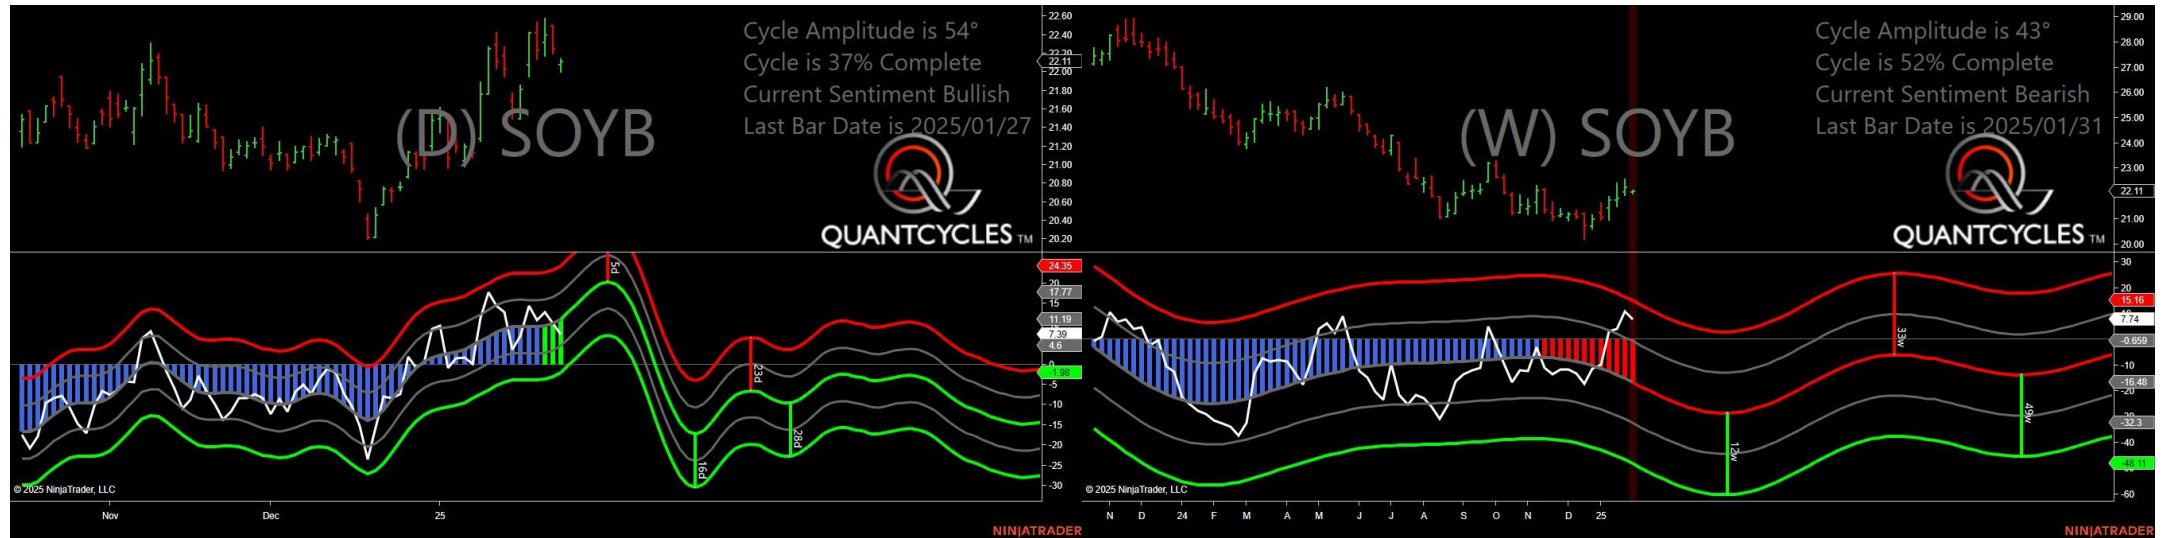 Cycle Amplitude is 54°
Cycle is 37% Complete
Current Sentiment Bullish
Last Bar Date is 2025/01/27
(D) SOYB
QUANTCYCLES TM
22.60
22.40
22.20
22.11
22.00
21.80
21.60
21.40
21.20
21.00
20.80
20.60
20.40
20.20
5d
16d
23d
28d
24.35
20
17.77
15
11.19
7.39
4.6
0
-1.98
-5
-10
-15
-20
-25
-30
© 2025 NinjaTrader, LLC
Nov
Dec
25
NINJATRADER
Cycle Amplitude is 43°
Cycle is 52% Complete
Current Sentiment Bearish
Last Bar Date is 2025/01/31
(W) SOYB
QUANTCYCLES TM
29.00
28.00
27.00
26.00
25.00
24.00
23.00
22.11
21.00
20.00
12w
33w
49w
30
20
15.16
7.74
-0.659
-10
-16.48
-32.3
-40
-48.11
-60
© 2025 NinjaTrader, LLC
N D 24 F M A M J J A S O N D 25
NINJATRADER